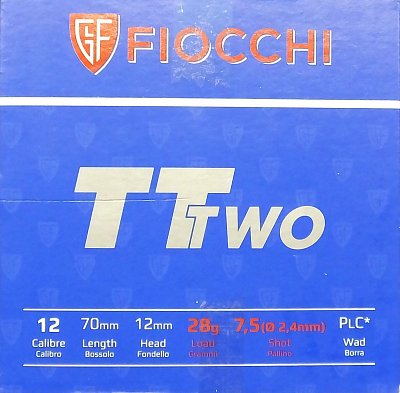 GF FIOCCHI
TT TWO
12 70mm 12mm 28g 7,5 (Ø 2,4mm) PLC*
Calibre Length Head Load Shot Wad
Calibro Bossolo Fondello Grammi Pallino Borra